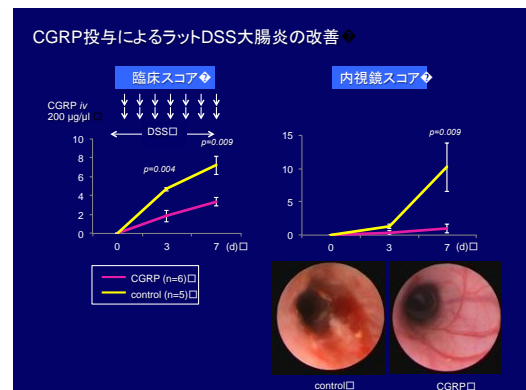 CGRP投与によるラットDSS大腸炎の改善�
臨床スコア�
内視鏡スコア�
CGRP iv
200 μg/μl □
DSS□
10
8
6
4
2
0
p=0.004
p=0.009
0 3 7 (d)□
15
10
5
0
p=0.009
0 3 7 (d)□
CGRP (n=6)□
control (n=5)□
control□
CGRP□